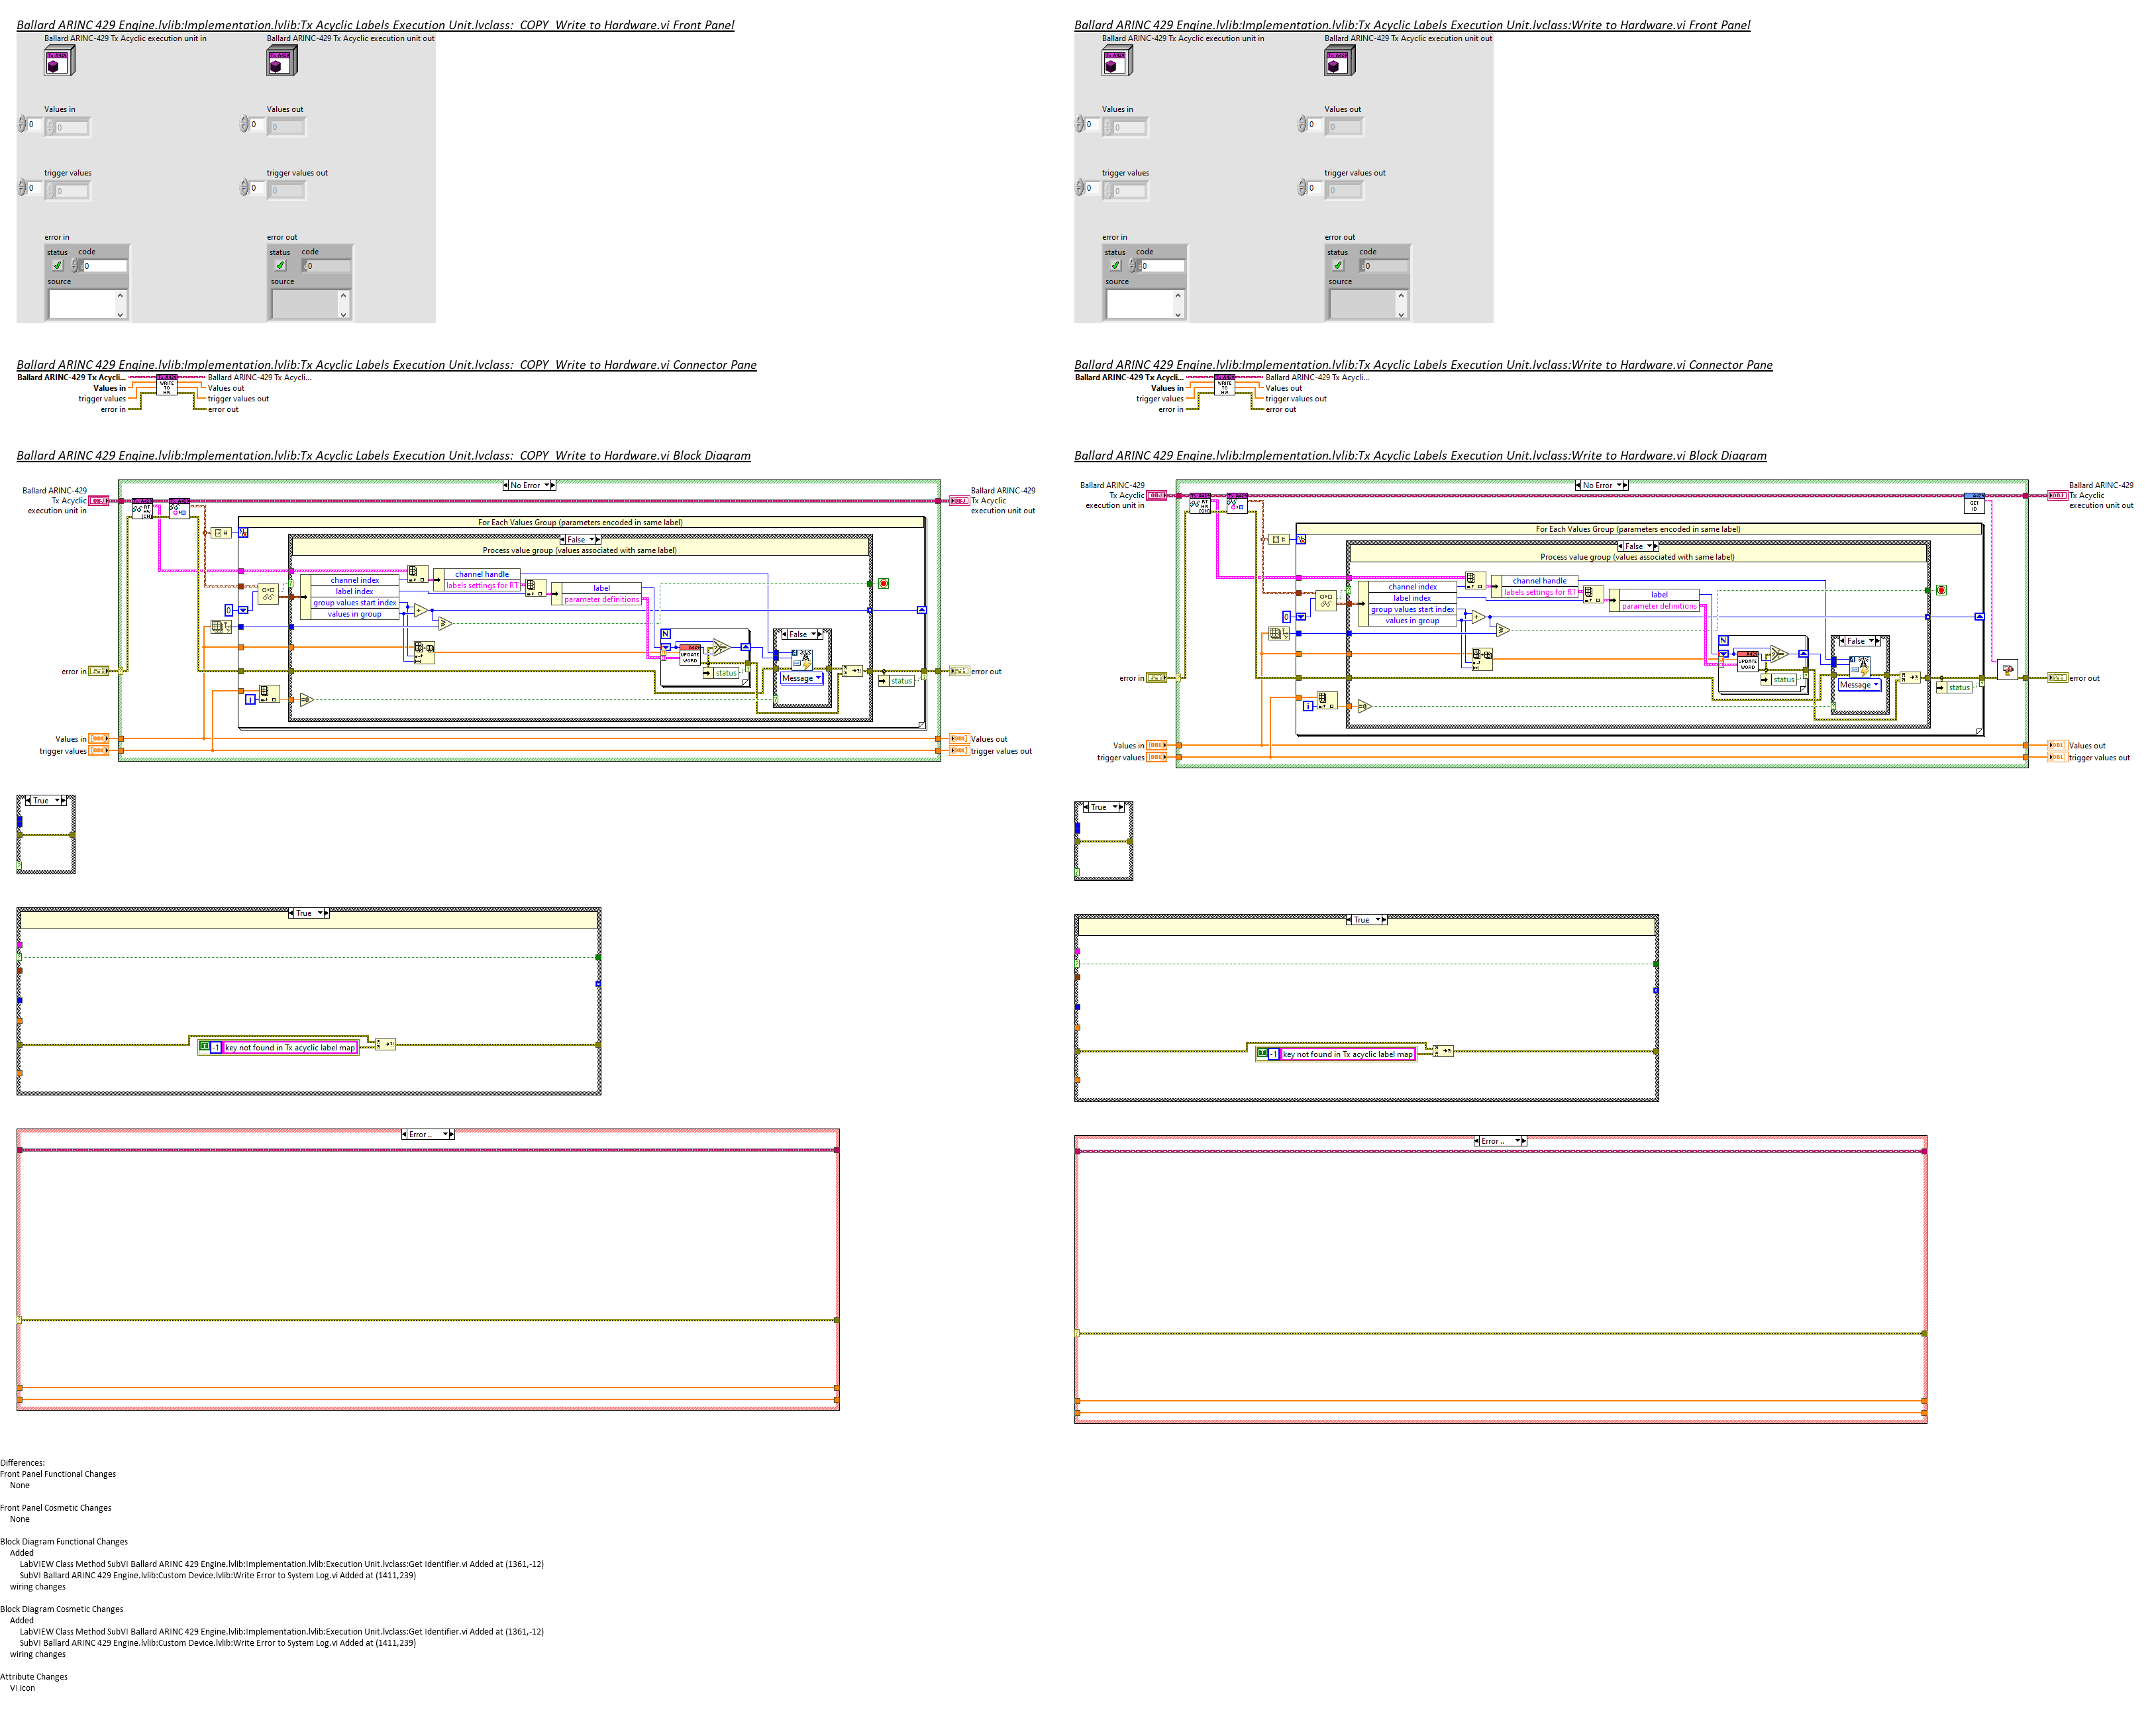 Ballard ARINC 429 Engine.lvlib:Implementation.lvlib:Tx Acyclic Labels Execution Unit.lvclass:_COPY_Write to Hardware.vi Front Panel
Ballard ARINC-429 Tx Acyclic execution unit in
Ballard ARINC-429 Tx Acyclic execution unit out
Values in
Values out
0
0
0
0
trigger values
trigger values out
0
0
0
0
error in
error out
status code
status code
0
0
source
source
Ballard ARINC 429 Engine.lvlib:Implementation.lvlib:Tx Acyclic Labels Execution Unit.lvclass:Write to Hardware.vi Front Panel
Ballard ARINC-429 Tx Acyclic execution unit in
Ballard ARINC-429 Tx Acyclic execution unit out
Values in
Values out
0
0
0
0
trigger values
trigger values out
0
0
0
0
error in
error out
status code
status code
0
0
source
source
Ballard ARINC 429 Engine.lvlib:Implementation.lvlib:Tx Acyclic Labels Execution Unit.lvclass:_COPY_Write to Hardware.vi Connector Pane
Ballard ARINC-429 Tx Acycli...
Ballard ARINC-429 Tx Acycli...
Values in
Values out
trigger values
trigger values out
error in
error out
WRITE
TO
HW
Ballard ARINC 429 Engine.lvlib:Implementation.lvlib:Tx Acyclic Labels Execution Unit.lvclass:Write to Hardware.vi Connector Pane
Ballard ARINC-429 Tx Acycli...
Ballard ARINC-429 Tx Acycli...
Values in
Values out
trigger values
trigger values out
error in
error out
WRITE
TO
HW
Ballard ARINC 429 Engine.lvlib:Implementation.lvlib:Tx Acyclic Labels Execution Unit.lvclass:_COPY_Write to Hardware.vi Block Diagram
No Error
Ballard ARINC-429
Tx Acyclic
execution unit in
Ballard ARINC-429
Tx Acyclic
execution unit out
For Each Values Group (parameters encoded in same label)
False
Process value group (values associated with same label)
channel index
label index
group values start index
values in group
channel handle
labels settings for RT
label
parameter definitions
0
N
UPDATE
WORD
status
False
Message
status
i
error in
error out
Values in
Values out
trigger values
trigger values out
True
True
-1 key not found in Tx acyclic label map
Error ..
Ballard ARINC 429 Engine.lvlib:Implementation.lvlib:Tx Acyclic Labels Execution Unit.lvclass:Write to Hardware.vi Block Diagram
No Error
Ballard ARINC-429
Tx Acyclic
execution unit in
Ballard ARINC-429
Tx Acyclic
execution unit out
GET
ID
For Each Values Group (parameters encoded in same label)
False
Process value group (values associated with same label)
channel index
label index
group values start index
values in group
channel handle
labels settings for RT
label
parameter definitions
0
N
UPDATE
WORD
status
False
Message
status
i
error in
error out
Values in
Values out
trigger values
trigger values out
True
True
-1 key not found in Tx acyclic label map
Error ..
Differences:
Front Panel Functional Changes
None
Front Panel Cosmetic Changes
None
Block Diagram Functional Changes
Added
LabVIEW Class Method SubVI Ballard ARINC 429 Engine.lvlib:Implementation.lvlib:Execution Unit.lvclass:Get Identifier.vi Added at (1361,-12)
SubVI Ballard ARINC 429 Engine.lvlib:Custom Device.lvlib:Write Error to System Log.vi Added at (1411,239)
wiring changes
Block Diagram Cosmetic Changes
Added
LabVIEW Class Method SubVI Ballard ARINC 429 Engine.lvlib:Implementation.lvlib:Execution Unit.lvclass:Get Identifier.vi Added at (1361,-12)
SubVI Ballard ARINC 429 Engine.lvlib:Custom Device.lvlib:Write Error to System Log.vi Added at (1411,239)
wiring changes
Attribute Changes
VI icon